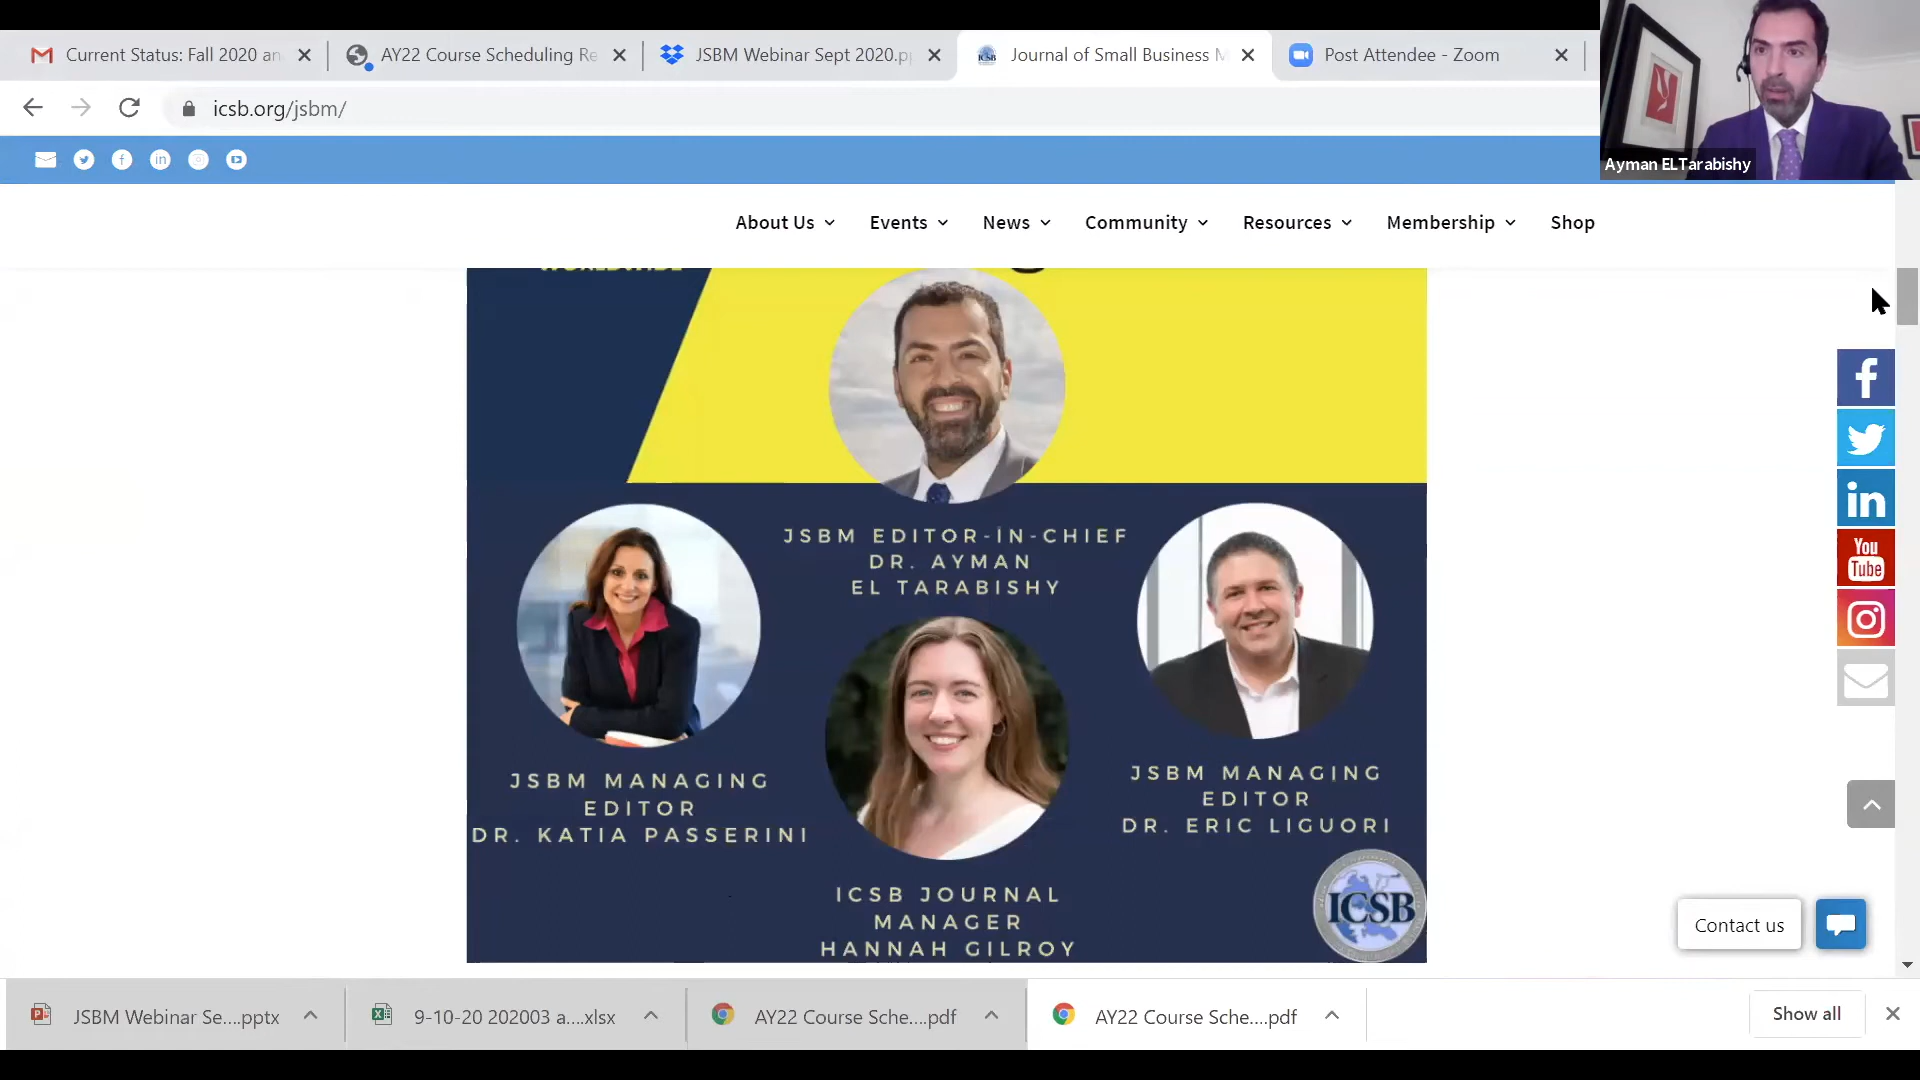 Current Status: Fall 2020 an
AY22 Course Scheduling Re
JSBM Webinar Sept 2020.p
Journal of Small Business M
Post Attendee - Zoom
icsb.org/jsbm/
Ayman ELTarabishy
About Us
Events
News
Community
Resources
Membership
Shop
WORLDWIDE
JSBM EDITOR-IN-CHIEF
DR. AYMAN
EL TARABISHY
JSBM MANAGING
EDITOR
DR. KATIA PASSERINI
JSBM MANAGING
EDITOR
DR. ERIC LIGUORI
ICSB JOURNAL
MANAGER
HANNAH GILROY
ICSB
You
Tube
Contact us
JSBM Webinar Se....pptx
9-10-20 202003 a....xlsx
AY22 Course Sche....pdf
AY22 Course Sche....pdf
Show all